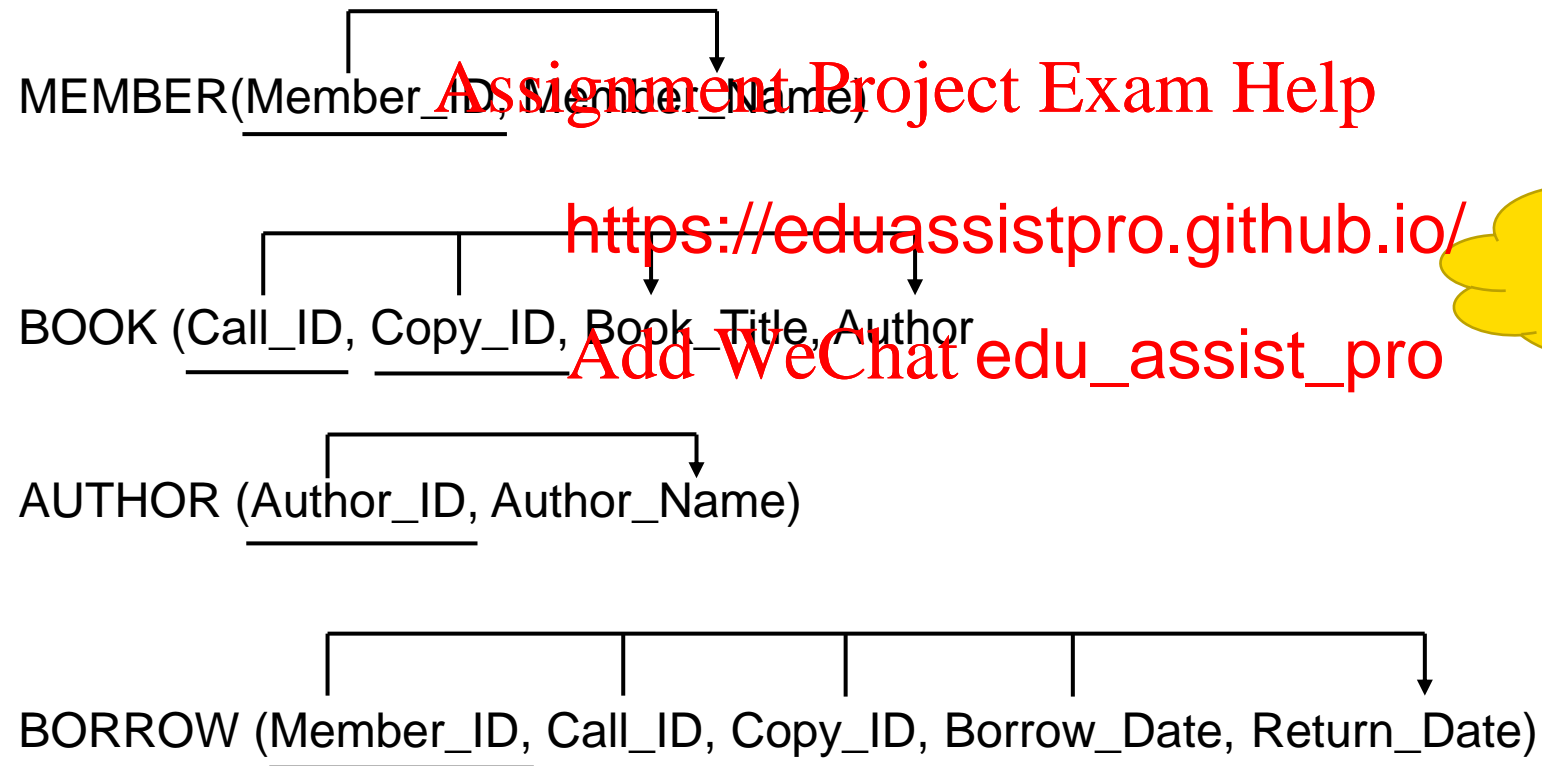 MEMBER(Member_ID, Member_Name)
Assignment Project Exam Help
https://eduassistpro.github.io/
BOOK (Call_ID, Copy_ID, Book_Title, Author
Add WeChat edu_assist_pro
AUTHOR (Author_ID, Author_Name)
BORROW (Member_ID, Call_ID, Copy_ID, Borrow_Date, Return_Date)